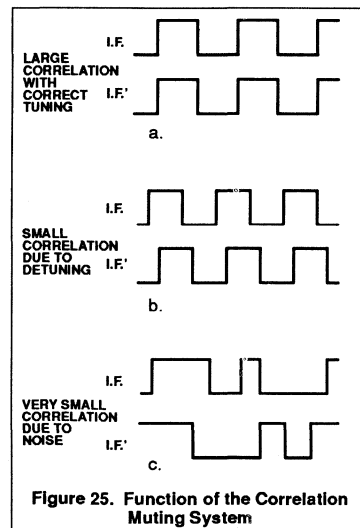 I.F.
LARGE
CORRELATION
WITH
CORRECT
TUNING
I.F.'
a.
I.F.
SMALL
CORRELATION
DUE TO
DETUNING
I.F.'
b.
I.F.
VERY SMALL
CORRELATION
DUE TO
NOISE
I.F.'
c.
Figure 25. Function of the Correlation
Muting System